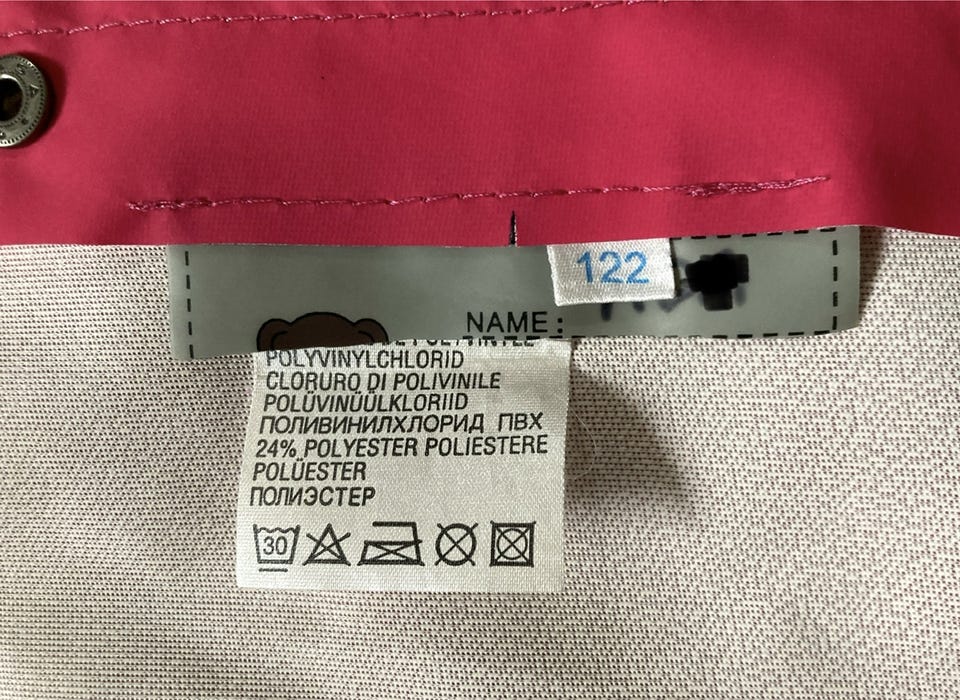 122
NAME :
POLYVINYLCHLORID
CLORURO DI POLIVINILE
POLÜVINÜÜLKLORIID
ПОЛИВИНИЛХЛОРИД ПВХ
24% POLYESTER POLIESTERE
POLÜESTER
ПОЛИЭСТЕР
30